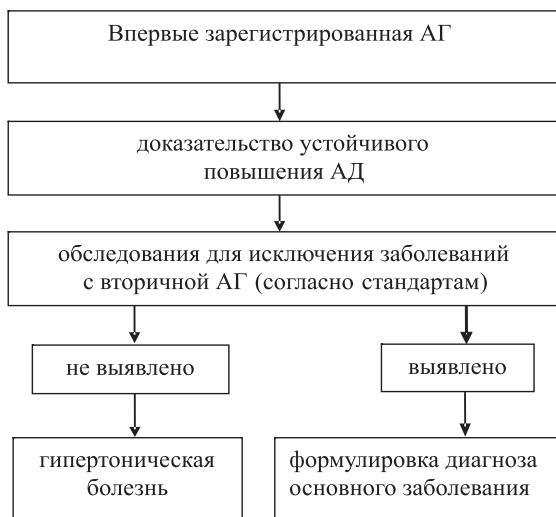 Впервые зарегистрированная АГ
доказательство устойчивого
повышения АД
обследования для исключения заболеваний
с вторичной АГ (согласно стандартам)
не выявлено
выявлено
гипертоническая
болезнь
формулировка диагноза
основного заболевания